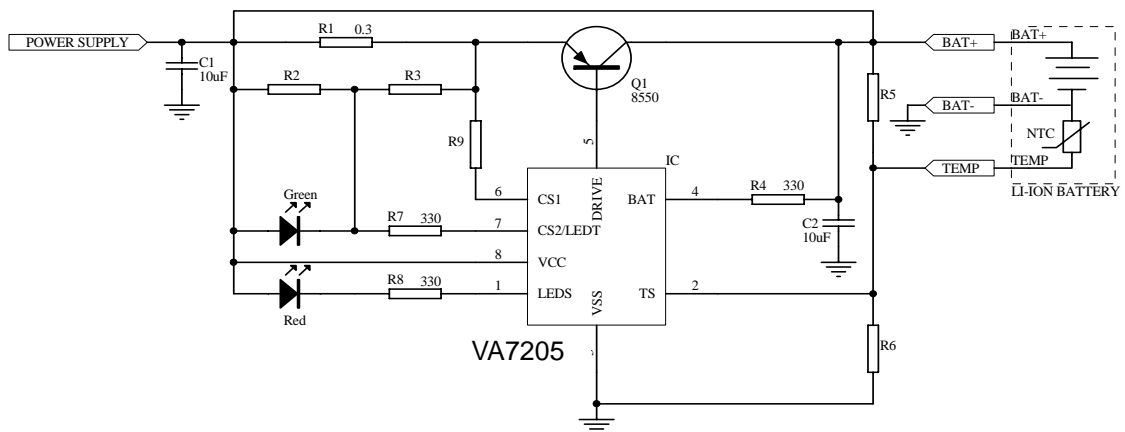 R1 0.3
POWER SUPPLY
BAT+
BAT+
C1
10uF
R2
R3
Q1
8550
R5
BAT-
BAT-
NTC
R9
5
IC
TEMP
TEMP
LI-ION BATTERY
Green
6
CS1
DRIVE
BAT
4
R4 330
R7 330
7
CS2/LEDT
C2
10uF
8
VCC
R8 330
1
LEDS
VSS
TS
2
Red
VA7205
R6